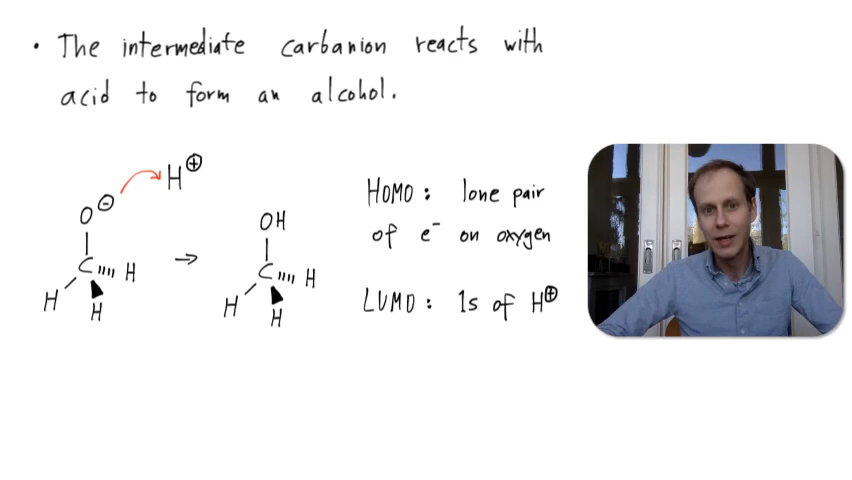 • The intermediate carbanion reacts with
acid to form an alcohol.
H⊕
O⊖
C H
H
H
→
OH
C H
H
H
HOMO: lone pair
of e⁻ on oxygen
LUMO: 1s of H⊕